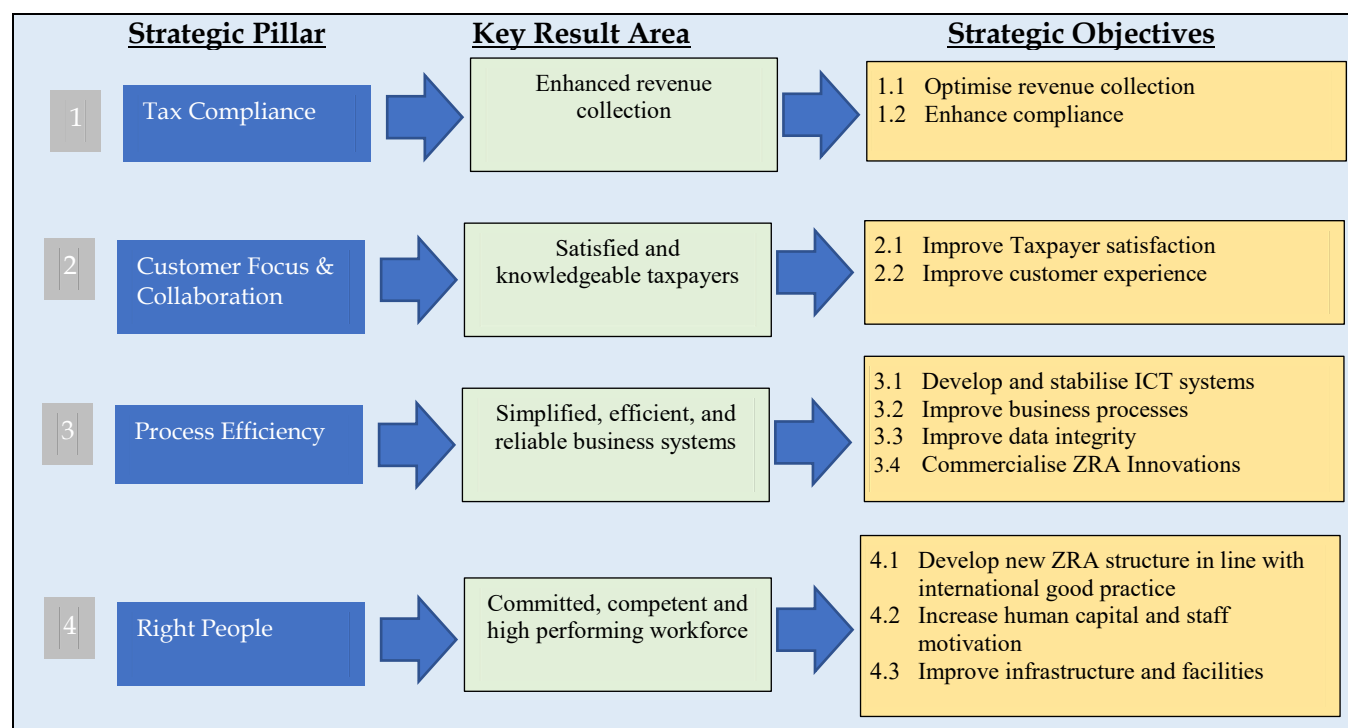 Strategic Pillar Key Result Area Strategic Objectives
1
Tax Compliance
Enhanced revenue
collection
1.1 Optimise revenue collection
1.2 Enhance compliance
2
Customer Focus &
Collaboration
Satisfied and
knowledgeable taxpayers
2.1 Improve Taxpayer satisfaction
2.2 Improve customer experience
3
Process Efficiency
Simplified, efficient, and
reliable business systems
3.1 Develop and stabilise ICT systems
3.2 Improve business processes
3.3 Improve data integrity
3.4 Commercialise ZRA Innovations
4
Right People
Committed, competent and
high performing workforce
4.1 Develop new ZRA structure in line with
international good practice
4.2 Increase human capital and staff
motivation
4.3 Improve infrastructure and facilities